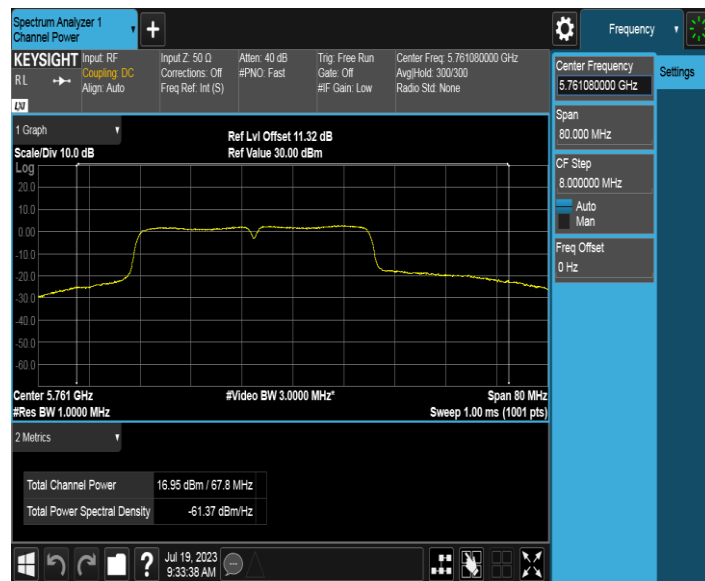 Spectrum Analyzer 1
Channel Power
+
Frequency
KEYSIGHT
RL
LXI
Input: RF
Coupling: DC
Align: Auto
Input Z: 50 Ω
Corrections: Off
Freq Ref: Int (S)
Atten: 40 dB
#PNO: Fast
Trig: Free Run
Gate: Off
#IF Gain: Low
Center Freq: 5.761080000 GHz
Avg|Hold: 300/300
Radio Std: None
Center Frequency
5.761080000 GHz
Settings
Span
80.000 MHz
CF Step
8.000000 MHz
Auto
Man
Freq Offset
0 Hz
1 Graph
Scale/Div 10.0 dB
Ref Lvl Offset 11.32 dB
Ref Value 30.00 dBm
Log
20.0
10.0
0.00
-10.0
-20.0
-30.0
-40.0
-50.0
-60.0
Center 5.761 GHz
#Video BW 3.0000 MHz*
Span 80 MHz
#Res BW 1.0000 MHz
Sweep 1.00 ms (1001 pts)
2 Metrics
Total Channel Power 16.95 dBm / 67.8 MHz
Total Power Spectral Density -61.37 dBm/Hz
?
Jul 19, 2023
9:33:38 AM